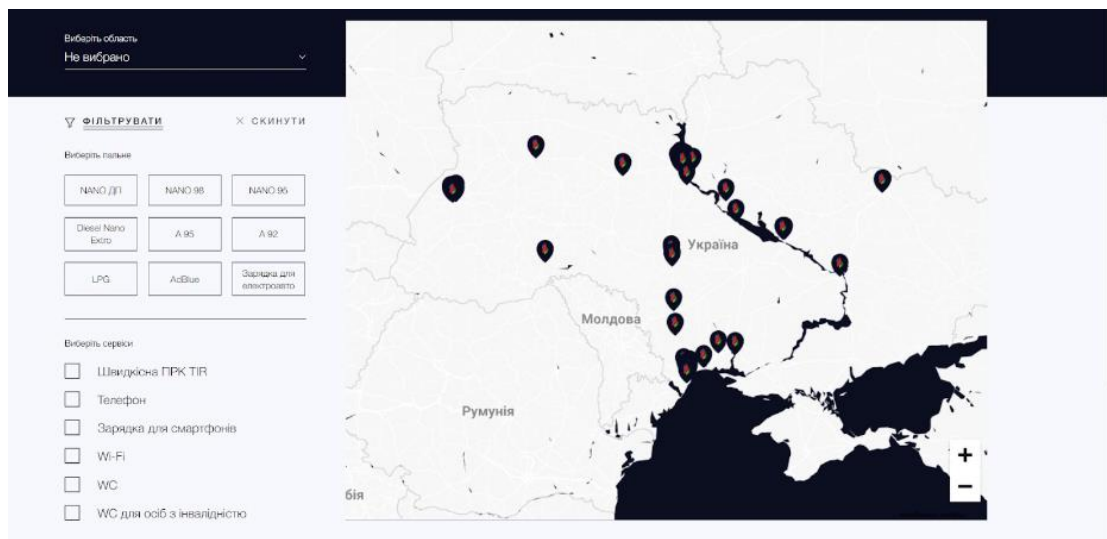 Виберіть область
Не вибрано
ФІЛЬТРУВАТИ
× СКИНУТИ
Виберіть пальне
NANO ДП
NANO 98
NANO 95
Diesel Nano
Extro
A 95
A 92
LPG
AdBlue
Зарядка для
електроавто
Виберіть сервіси
Швидкісна ПРК TIR
Телефон
Зарядка для смартфонів
Wi-Fi
WC
WC для осіб з інвалідністю
Україна
Молдова
Румунія
бія
+
−